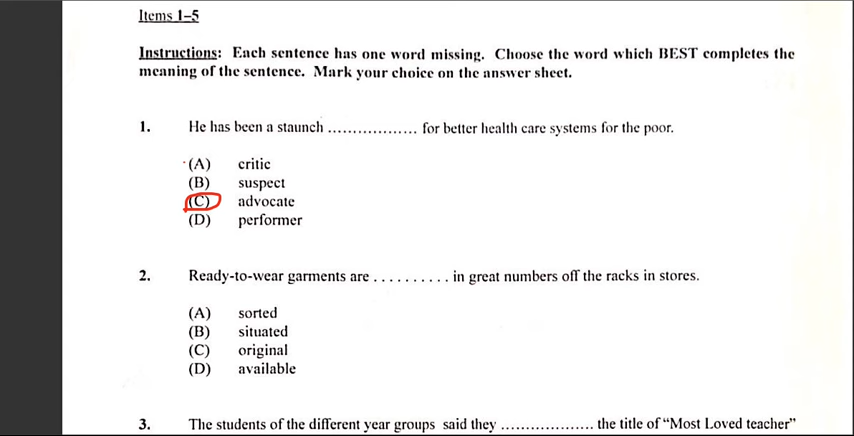 Items 1–5
Instructions: Each sentence has one word missing. Choose the word which BEST completes the
meaning of the sentence. Mark your choice on the answer sheet.
1. He has been a staunch .................. for better health care systems for the poor.
(A) critic
(B) suspect
(C) advocate
(D) performer
2. Ready-to-wear garments are . . . . . . . . . . in great numbers off the racks in stores.
(A) sorted
(B) situated
(C) original
(D) available
3. The students of the different year groups said they ................... the title of “Most Loved teacher”